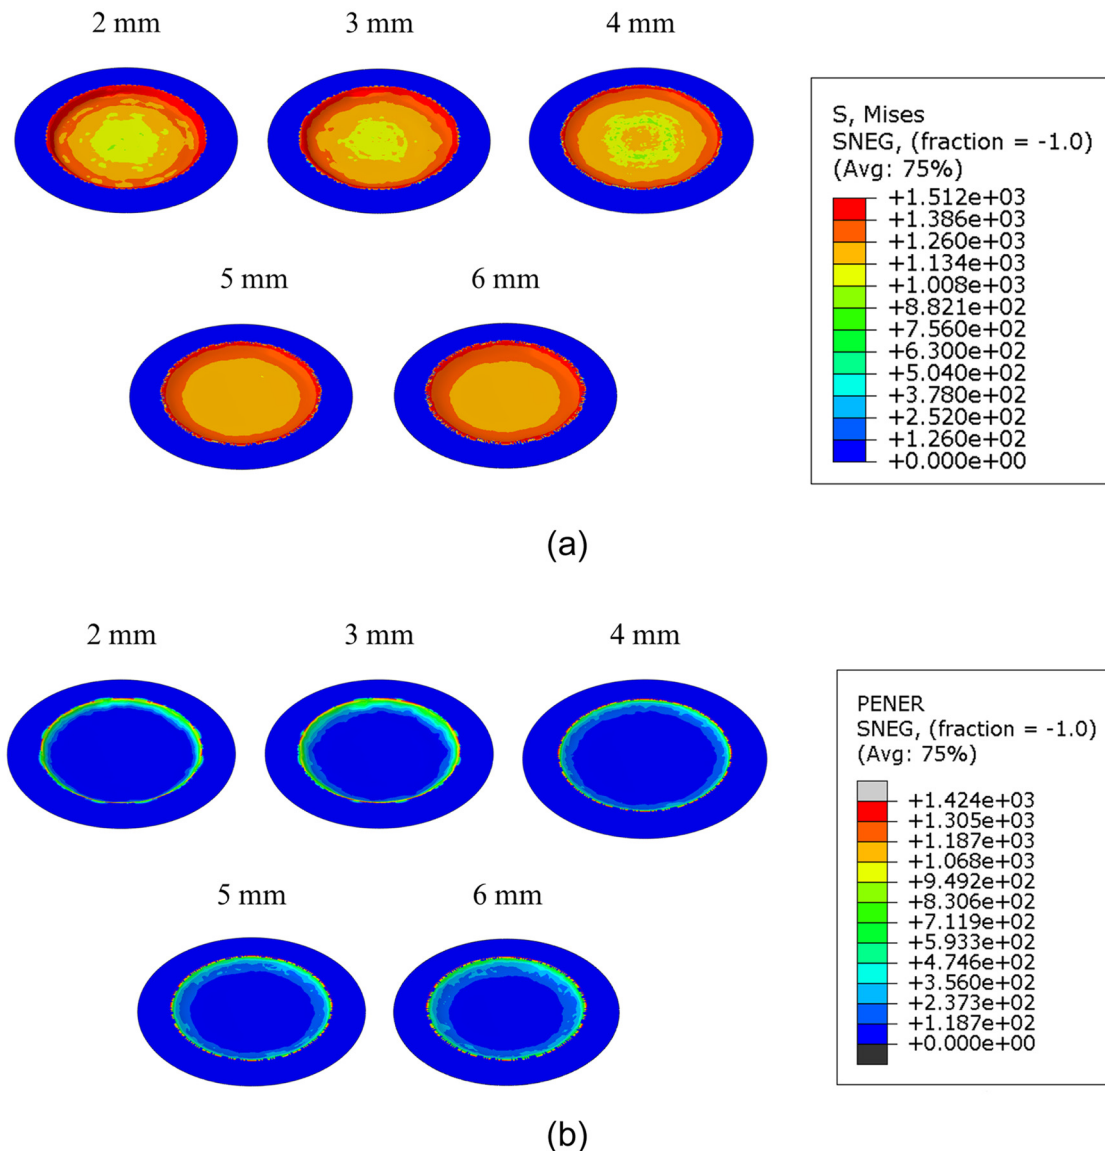 2 mm
3 mm
4 mm
5 mm
6 mm
S, Mises
SNEG, (fraction = -1.0)
(Avg: 75%)
+1.512e+03
+1.386e+03
+1.260e+03
+1.134e+03
+1.008e+03
+8.821e+02
+7.560e+02
+6.300e+02
+5.040e+02
+3.780e+02
+2.520e+02
+1.260e+02
+0.000e+00
(a)
2 mm
3 mm
4 mm
5 mm
6 mm
PENER
SNEG, (fraction = -1.0)
(Avg: 75%)
+1.424e+03
+1.305e+03
+1.187e+03
+1.068e+03
+9.492e+02
+8.306e+02
+7.119e+02
+5.933e+02
+4.746e+02
+3.560e+02
+2.373e+02
+1.187e+02
+0.000e+00
(b)